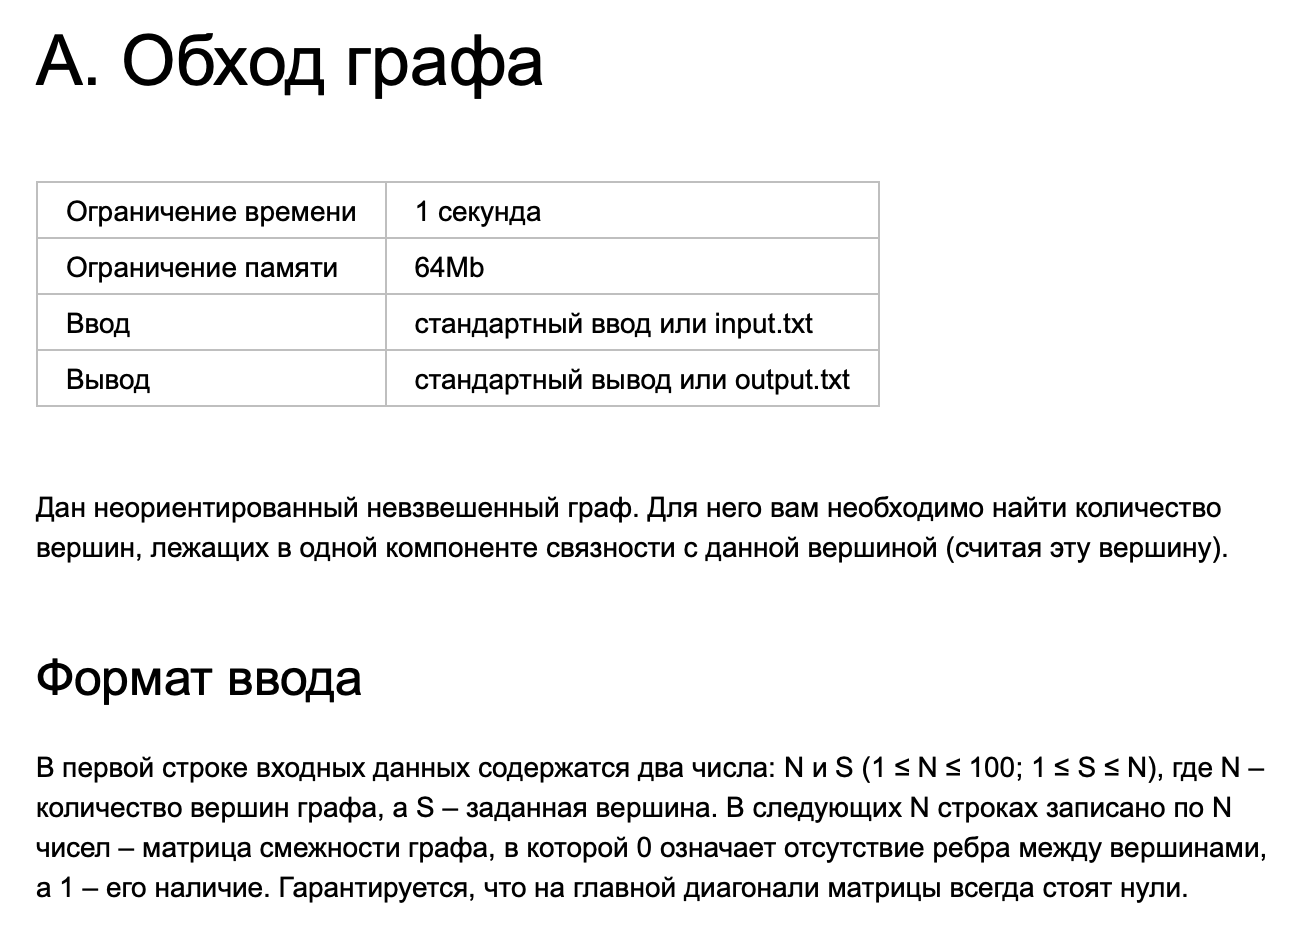 А. Обход графа
Ограничение времени 1 секунда
Ограничение памяти 64Mb
Ввод стандартный ввод или input.txt
Вывод стандартный вывод или output.txt
Дан неориентированный невзвешенный граф. Для него вам необходимо найти количество
вершин, лежащих в одной компоненте связности с данной вершиной (считая эту вершину).
Формат ввода
В первой строке входных данных содержатся два числа: N и S (1 ≤ N ≤ 100; 1 ≤ S ≤ N), где N –
количество вершин графа, а S – заданная вершина. В следующих N строках записано по N
чисел – матрица смежности графа, в которой 0 означает отсутствие ребра между вершинами,
а 1 – его наличие. Гарантируется, что на главной диагонали матрицы всегда стоят нули.